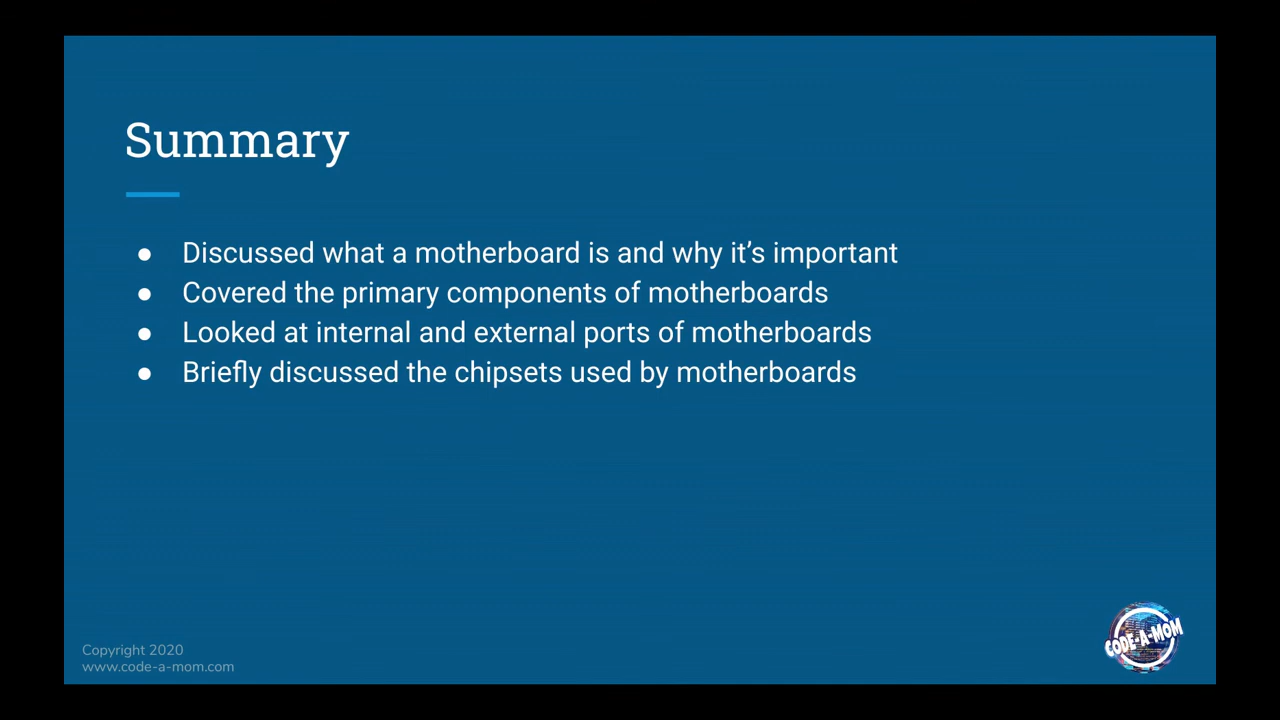 Summary
● Discussed what a motherboard is and why it’s important
● Covered the primary components of motherboards
● Looked at internal and external ports of motherboards
● Briefly discussed the chipsets used by motherboards
Copyright 2020
www.code-a-mom.com
CODE-A-MOM